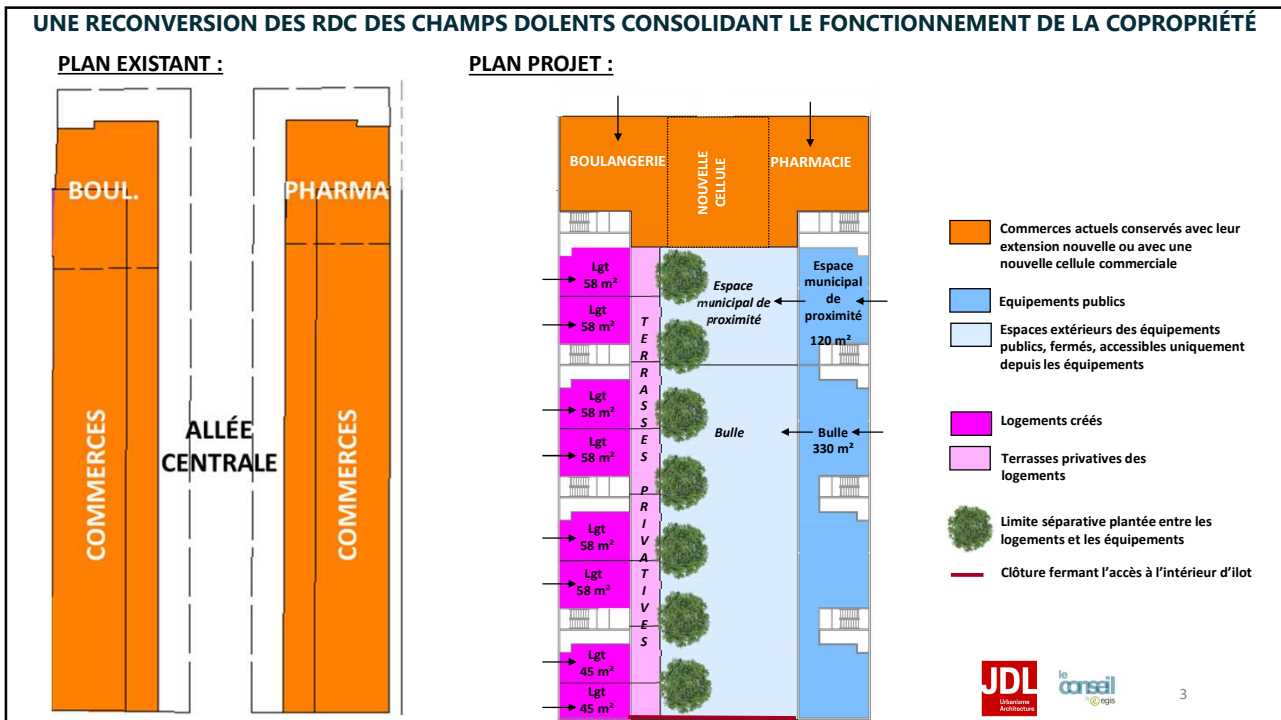 UNE RECONVERSION DES RDC DES CHAMPS DOLENTS CONSOLIDANT LE FONCTIONNEMENT DE LA COPROPRIÉTÉ
PLAN EXISTANT :
BOUL.
PHARMA
COMMERCES
ALLÉE
CENTRALE
COMMERCES
PLAN PROJET :
BOULANGERIE
NOUVELLE
CELLULE
PHARMACIE
Lgt
58 m²
Lgt
58 m²
Lgt
58 m²
Lgt
58 m²
Lgt
58 m²
Lgt
58 m²
Lgt
45 m²
Lgt
45 m²
TERRASSES PRIVATIVES
Espace
municipal de
proximité
Espace
municipal
de
proximité
120 m²
Bulle
Bulle
330 m²
Commerces actuels conservés avec leur
extension nouvelle ou avec une
nouvelle cellule commerciale
Equipements publics
Espaces extérieurs des équipements
publics, fermés, accessibles uniquement
depuis les équipements
Logements créés
Terrasses privatives des
logements
Limite séparative plantée entre les
logements et les équipements
Clôture fermant l'accès à l'intérieur d'ilot
JDL
Urbanisme
Architecture
le
conseil
by egis
3